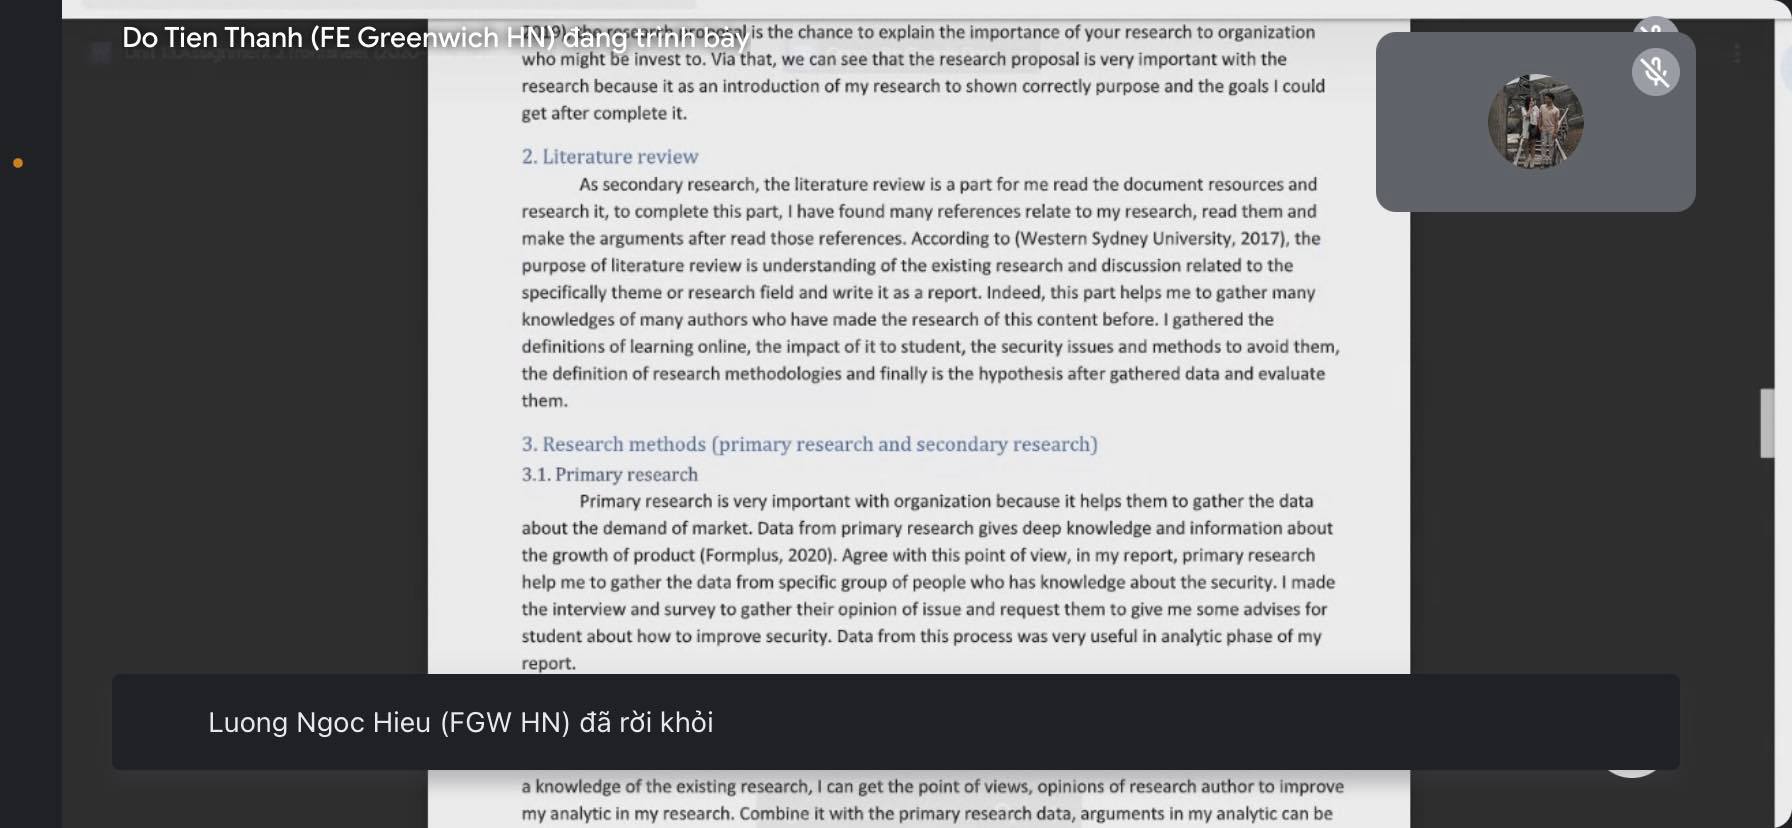 Do Tien Thanh (FE Greenwich HN) đang trình bày
is the chance to explain the importance of your research to organization
who might be invest to. Via that, we can see that the research proposal is very important with the
research because it as an introduction of my research to shown correctly purpose and the goals I could
get after complete it.
2. Literature review
As secondary research, the literature review is a part for me read the document resources and
research it, to complete this part, I have found many references relate to my research, read them and
make the arguments after read those references. According to (Western Sydney University, 2017), the
purpose of literature review is understanding of the existing research and discussion related to the
specifically theme or research field and write it as a report. Indeed, this part helps me to gather many
knowledges of many authors who have made the research of this content before. I gathered the
definitions of learning online, the impact of it to student, the security issues and methods to avoid them,
the definition of research methodologies and finally is the hypothesis after gathered data and evaluate
them.
3. Research methods (primary research and secondary research)
3.1. Primary research
Primary research is very important with organization because it helps them to gather the data
about the demand of market. Data from primary research gives deep knowledge and information about
the growth of product (Formplus, 2020). Agree with this point of view, in my report, primary research
help me to gather the data from specific group of people who has knowledge about the security. I made
the interview and survey to gather their opinion of issue and request them to give me some advises for
student about how to improve security. Data from this process was very useful in analytic phase of my
report.
Luong Ngoc Hieu (FGW HN) đã rời khỏi
a knowledge of the existing research, I can get the point of views, opinions of research author to improve
my analytic in my research. Combine it with the primary research data, arguments in my analytic can be